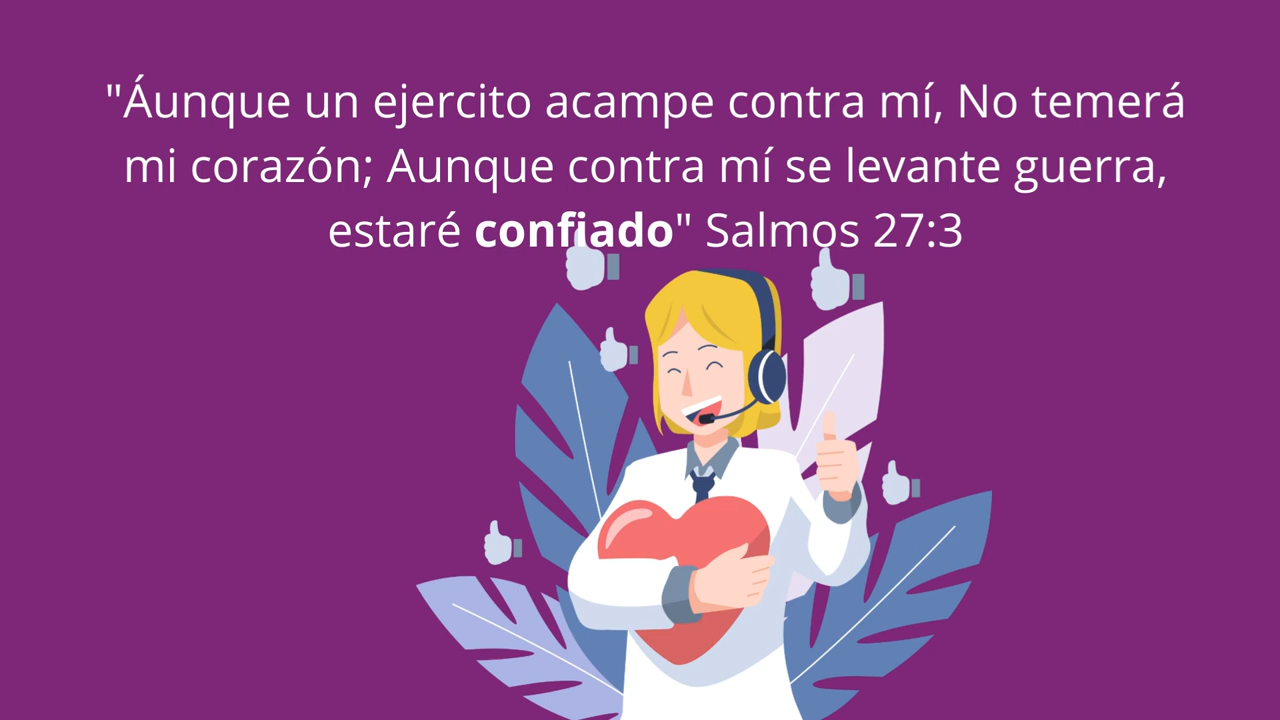 "Áunque un ejercito acampe contra mí, No temerá
mi corazón; Aunque contra mí se levante guerra,
estaré confiado" Salmos 27:3